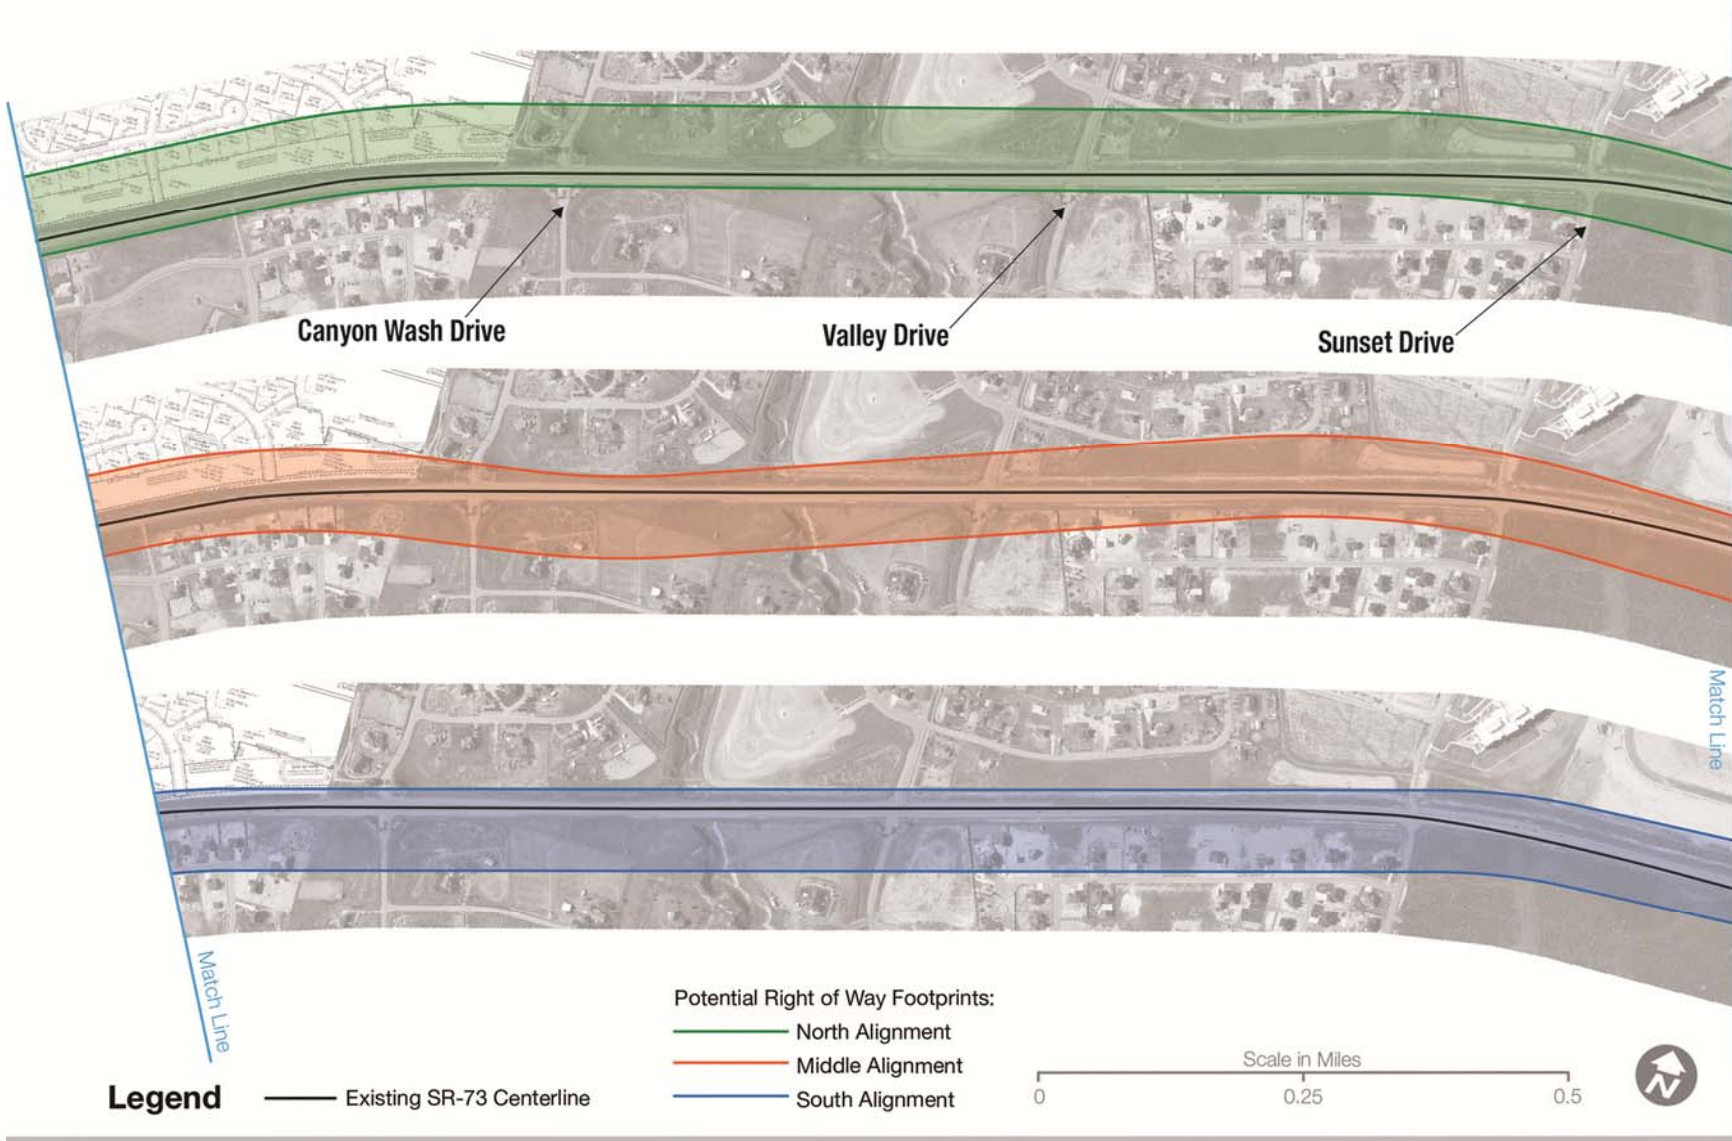 Canyon Wash Drive
Valley Drive
Sunset Drive
Match Line
Match Line
Potential Right of Way Footprints:
North Alignment
Middle Alignment
South Alignment
Legend
Existing SR-73 Centerline
Scale in Miles
0
0.25
0.5
N